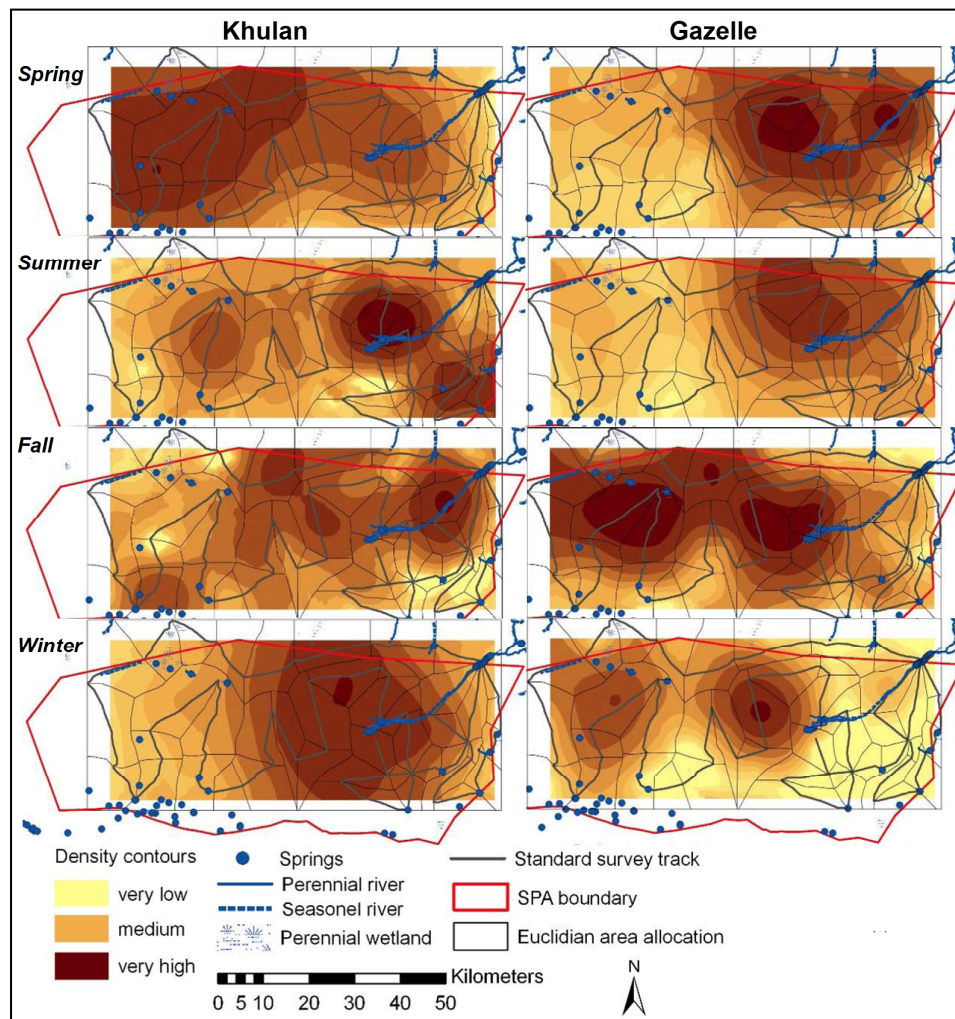 Khulan
Gazelle
Spring
Summer
Fall
Winter
Density contours
very low
medium
very high
Springs
Perennial river
Seasonel river
Perennial wetland
Standard survey track
SPA boundary
Euclidian area allocation
Kilometers
0 5 10 20 30 40 50
N